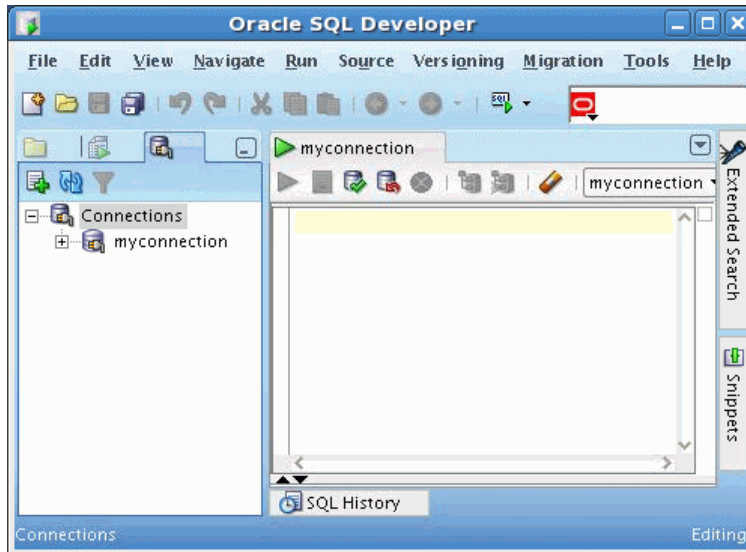 Oracle SQL Developer
File Edit View Navigate Run Source Versioning Migration Tools Help
SQL
myconnection
myconnection
Connections
myconnection
Extended Search
Snippets
SQL History
Connections
Editing